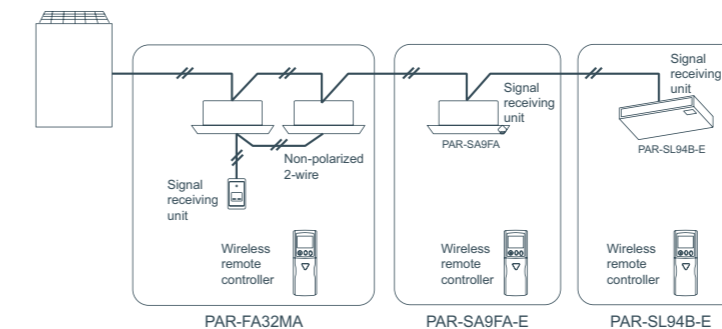 Signal
receiving
unit
Non-polarized
2-wire
Wireless
remote
controller
PAR-FA32MA
Signal
receiving
unit
PAR-SA9FA
Wireless
remote
controller
PAR-SA9FA-E
Signal
receiving
unit
PAR-SL94B-E
Wireless
remote
controller
PAR-SL94B-E